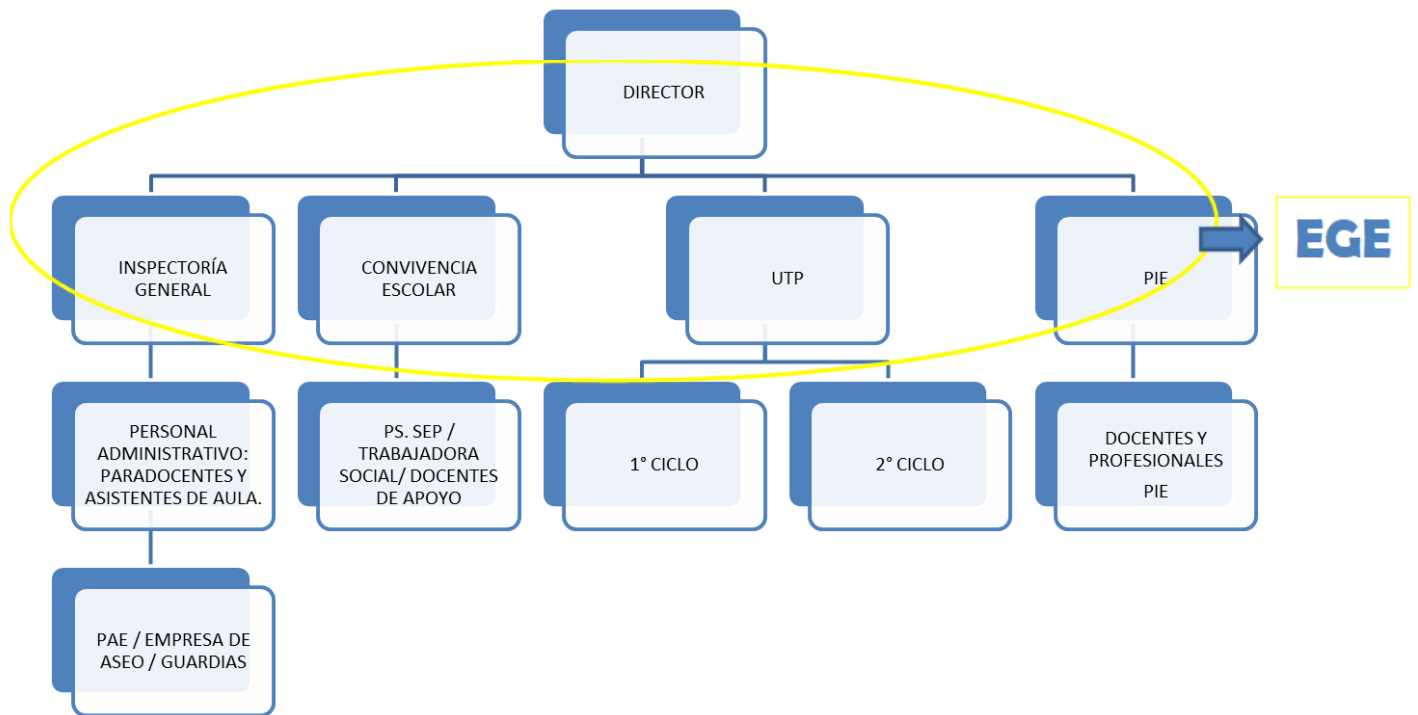 DIRECTOR
INSPECTORÍA
GENERAL
CONVIVENCIA
ESCOLAR
UTP
PIE
EGE
PERSONAL
ADMINISTRATIVO:
PARADOCENTES Y
ASISTENTES DE AULA.
PS. SEP /
TRABAJADORA
SOCIAL/ DOCENTES
DE APOYO
1° CICLO
2° CICLO
DOCENTES Y
PROFESIONALES
PIE
PAE / EMPRESA DE
ASEO / GUARDIAS